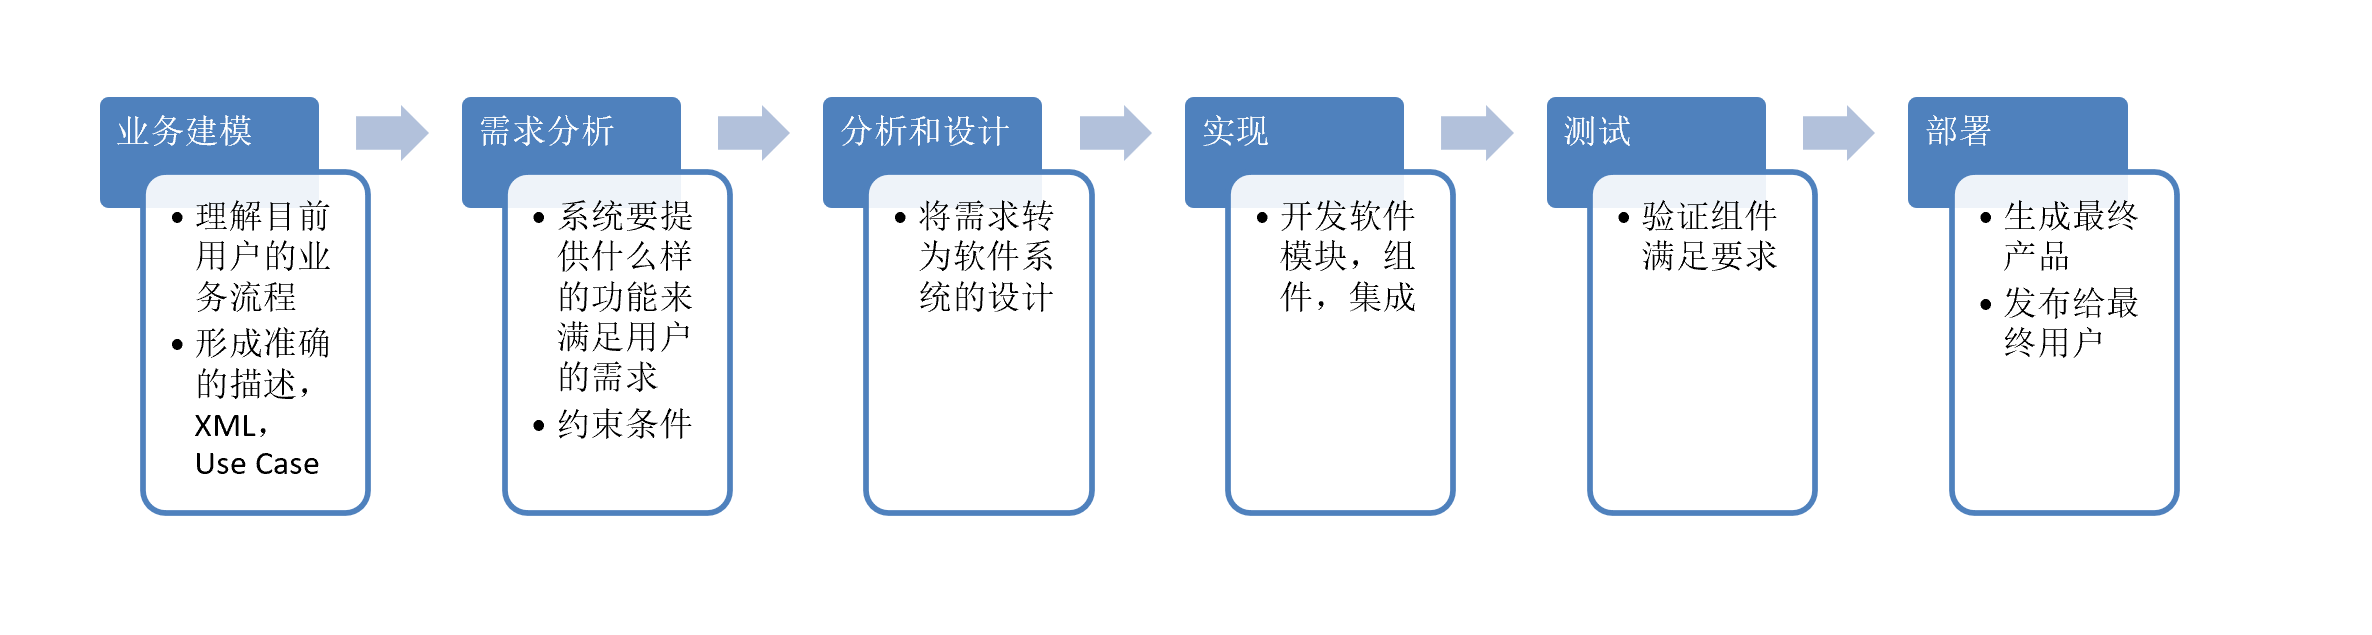 业务建模
理解目前
用户的业
务流程
形成准确
的描述，
XML，
Use Case
需求分析
系统要提
供什么样
的功能来
满足用户
的需求
约束条件
分析和设计
将需求转
为软件系
统的设计
实现
开发软件
模块，组
件，集成
测试
验证组件
满足要求
部署
生成最终
产品
发布给最
终用户